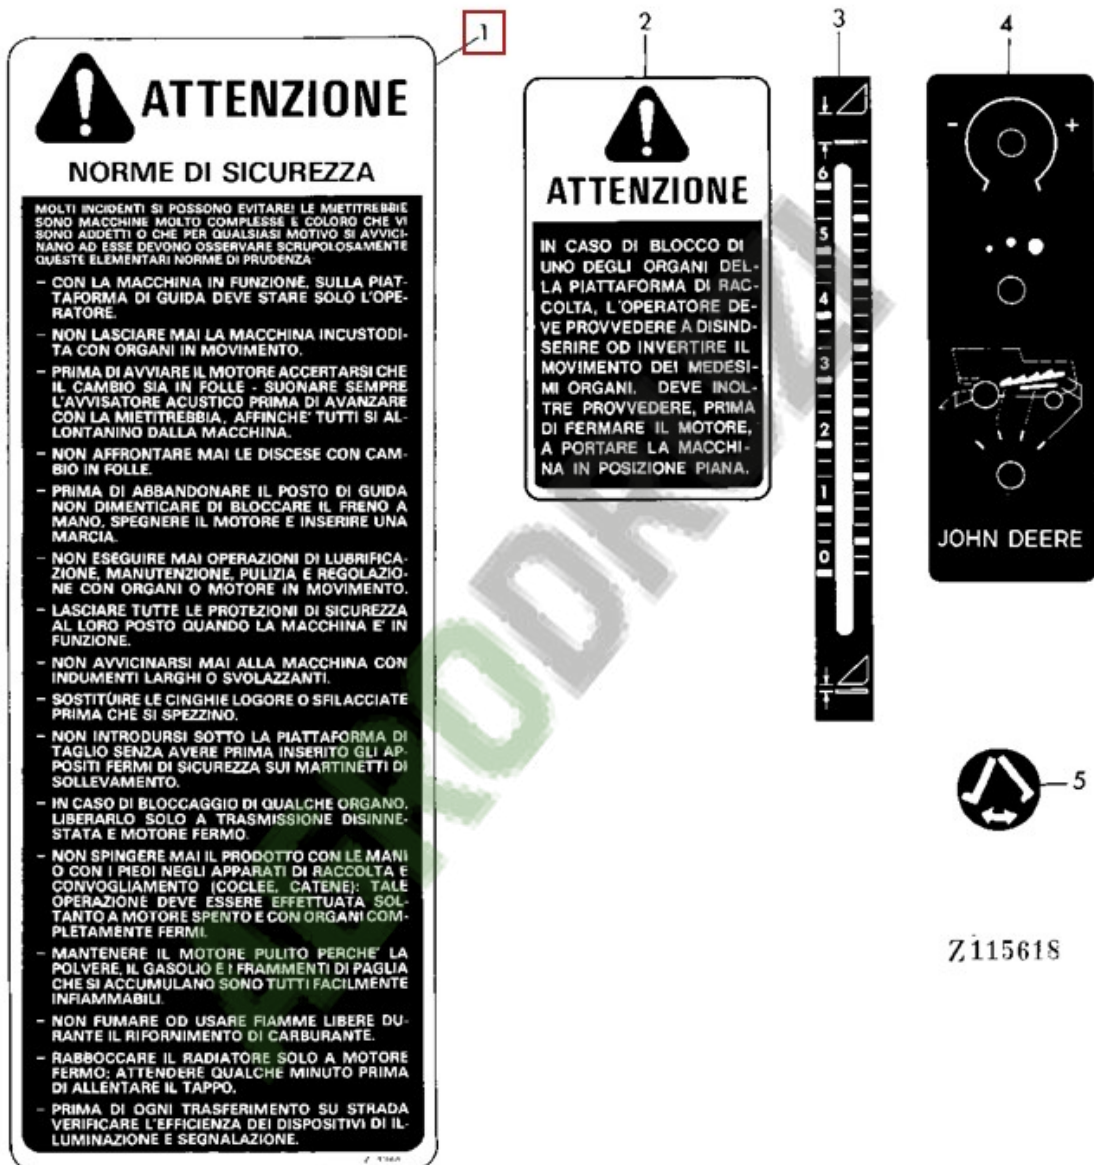 1
ATTENZIONE
NORME DI SICUREZZA
MOLTI INCIDENTI SI POSSONO EVITARE! LE MIETITREBBIE
SONO MACCHINE MOLTO COMPLESSE E COLORO CHE VI
SONO ADDETTI O CHE PER QUALSIASI MOTIVO SI AVVICI-
NANO AD ESSE DEVONO OSSERVARE SCRUPOLOSAMENTE
QUESTE ELEMENTARI NORME DI PRUDENZA
– CON LA MACCHINA IN FUNZIONE, SULLA PIAT-
TAFORMA DI GUIDA DEVE STARE SOLO L'OPE-
RATORE.
– NON LASCIARE MAI LA MACCHINA INCUSTODI-
TA CON ORGANI IN MOVIMENTO.
– PRIMA DI AVVIARE IL MOTORE ACCERTARSI CHE
IL CAMBIO SIA IN FOLLE - SUONARE SEMPRE
L'AVVISATORE ACUSTICO PRIMA DI AVANZARE
CON LA MIETITREBBIA, AFFINCHE' TUTTI SI AL-
LONTANINO DALLA MACCHINA.
– NON AFFRONTARE MAI LE DISCESE CON CAM-
BIO IN FOLLE.
– PRIMA DI ABBANDONARE IL POSTO DI GUIDA
NON DIMENTICARE DI BLOCCARE IL FRENO A
MANO, SPEGNERE IL MOTORE E INSERIRE UNA
MARCIA.
– NON ESEGUIRE MAI OPERAZIONI DI LUBRIFICA-
ZIONE, MANUTENZIONE, PULIZIA E REGOLAZIO-
NE CON ORGANI O MOTORE IN MOVIMENTO.
– LASCIARE TUTTE LE PROTEZIONI DI SICUREZZA
AL LORO POSTO QUANDO LA MACCHINA E' IN
FUNZIONE.
– NON AVVICINARSI MAI ALLA MACCHINA CON
INDUMENTI LARGHI O SVOLAZZANTI.
– SOSTITUIRE LE CINGHIE LOGORE O SFILACCIATE
PRIMA CHE SI SPEZZINO.
– NON INTRODURSI SOTTO LA PIATTAFORMA DI
TAGLIO SENZA AVERE PRIMA INSERITO GLI AP-
POSITI FERMI DI SICUREZZA SUI MARTINETTI DI
SOLLEVAMENTO.
– IN CASO DI BLOCCAGGIO DI QUALCHE ORGANO,
LIBERARLO SOLO A TRASMISSIONE DISINNE-
STATA E MOTORE FERMO.
– NON SPINGERE MAI IL PRODOTTO CON LE MANI
O CON I PIEDI NEGLI APPARATI DI RACCOLTA E
CONVOGLIAMENTO (COCLEE, CATENE): TALE
OPERAZIONE DEVE ESSERE EFFETTUATA SOL-
TANTO A MOTORE SPENTO E CON ORGANI COM-
PLETAMENTE FERMI.
– MANTENERE IL MOTORE PULITO PERCHE' LA
POLVERE, IL GASOLIO E I FRAMMENTI DI PAGLIA
CHE SI ACCUMULANO SONO TUTTI FACILMENTE
INFIAMMABILI.
– NON FUMARE OD USARE FIAMME LIBERE DU-
RANTE IL RIFORNIMENTO DI CARBURANTE.
– RABBOCCARE IL RADIATORE SOLO A MOTORE
FERMO; ATTENDERE QUALCHE MINUTO PRIMA
DI ALLENTARE IL TAPPO.
– PRIMA DI OGNI TRASFERIMENTO SU STRADA
VERIFICARE L'EFFICIENZA DEI DISPOSITIVI DI IL-
LUMINAZIONE E SEGNALAZIONE.
2
ATTENZIONE
IN CASO DI BLOCCO DI
UNO DEGLI ORGANI DEL-
LA PIATTAFORMA DI RAC-
COLTA, L'OPERATORE DE-
VE PROVVEDERE A DISIND-
SERIRE OD INVERTIRE IL
MOVIMENTO DEI MEDESI-
MI ORGANI. DEVE INOL-
TRE PROVVEDERE, PRIMA
DI FERMARE IL MOTORE,
A PORTARE LA MACCHI-
NA IN POSIZIONE PIANA.
3
6
5
4
3
2
1
0
4
- +
JOHN DEERE
5
Z115618
AGRODRUZI